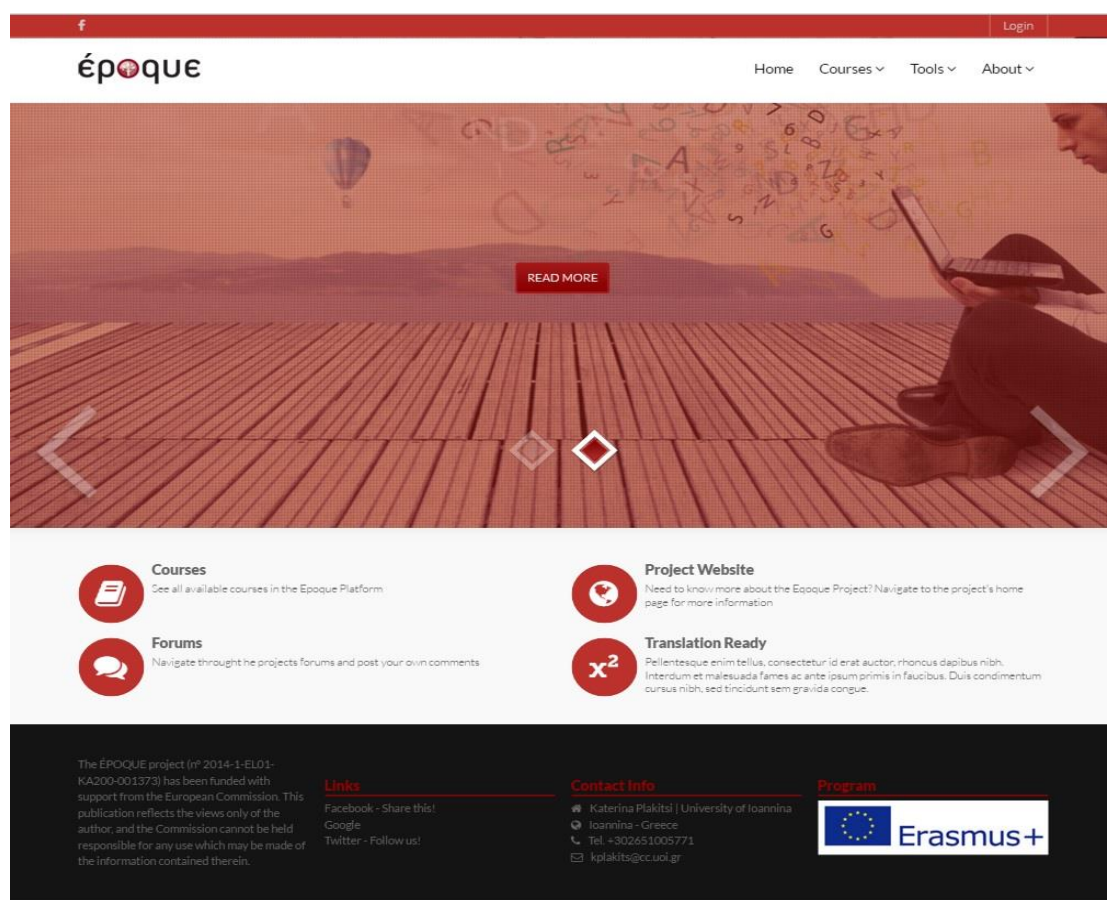 f
Login
époque
Home Courses Tools About
READ MORE
Courses
See all available courses in the Epoque Platform
Forums
Navigate throught he projects forums and post your own comments
Project Website
Need to know more about the Eqoque Project? Navigate to the project's home
page for more information
x²
Translation Ready
Pellentesque enim tellus, consectetur id erat auctor, rhoncus dapibus nibh.
Interdum et malesuada fames ac ante ipsum primis in faucibus. Duis condimentum
cursus nibh, sed tincidunt sem gravida congue.
The ÉPOQUE project (nº 2014-1-EL01-
KA200-001373) has been funded with
support from the European Commission. This
publication reflects the views only of the
author, and the Commission cannot be held
responsible for any use which may be made of
the information contained therein.
Links
Facebook - Share this!
Google
Twitter - Follow us!
Contact Info
Katerina Plakitsi | University of Ioannina
Ioannina - Greece
Tel. +302651005771
kplakits@cc.uoi.gr
Program
Erasmus+